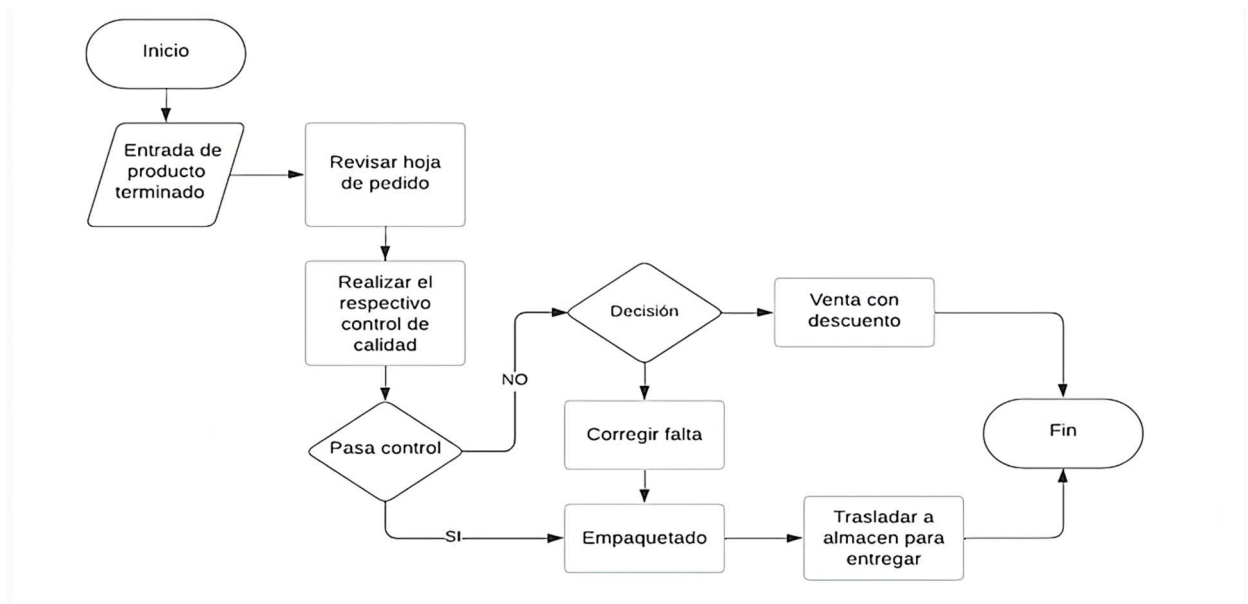 Inicio
Entrada de
producto
terminado
Revisar hoja
de pedido
Realizar el
respectivo
control de
calidad
Pasa control
NO
SI
Decisión
Venta con
descuento
Corregir falta
Empaquetado
Trasladar a
almacen para
entregar
Fin